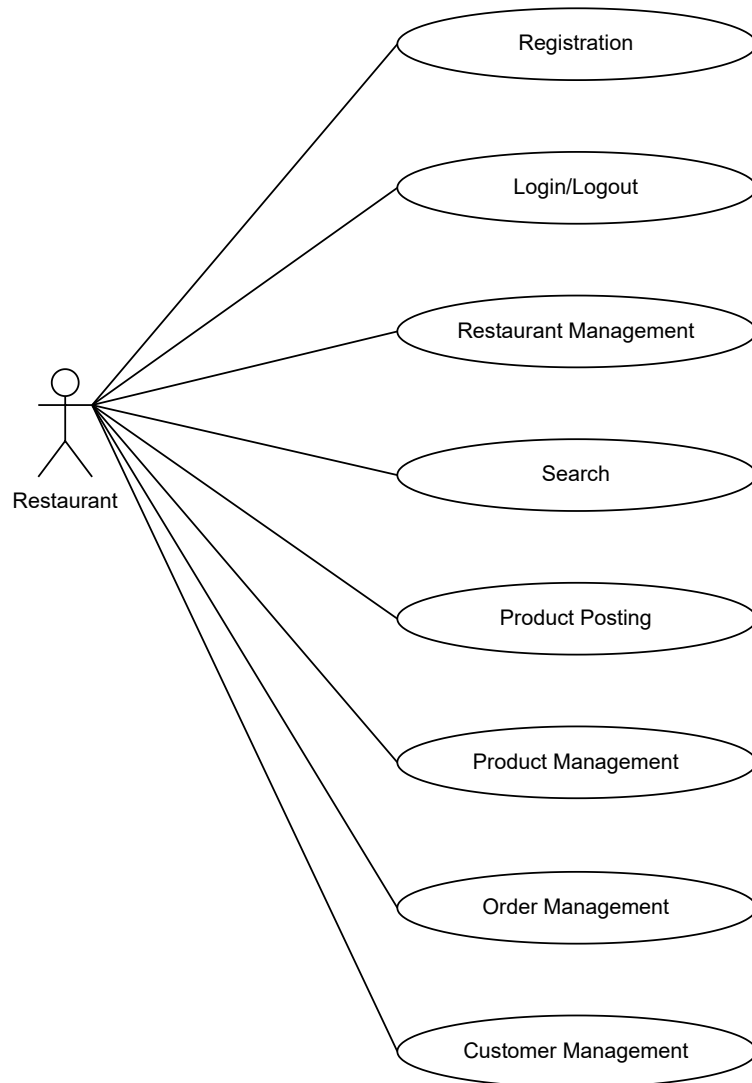 Registration
Login/Logout
Restaurant Management
Search
Restaurant
Product Posting
Product Management
Order Management
Customer Management